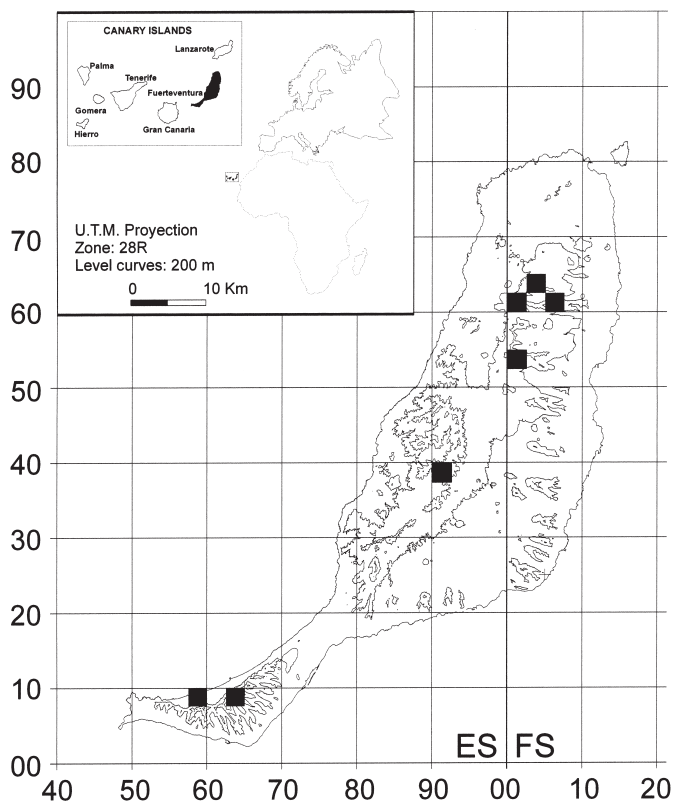 CANARY ISLANDS
Lanzarote
Palma
Tenerife
Fuerteventura
Gomera
Gran Canaria
Hierro
U.T.M. Proyection
Zone: 28R
Level curves: 200 m
0 10 Km
90
80
70
60
50
40
30
20
10
00
ES FS
40 50 60 70 80 90 00 10 20